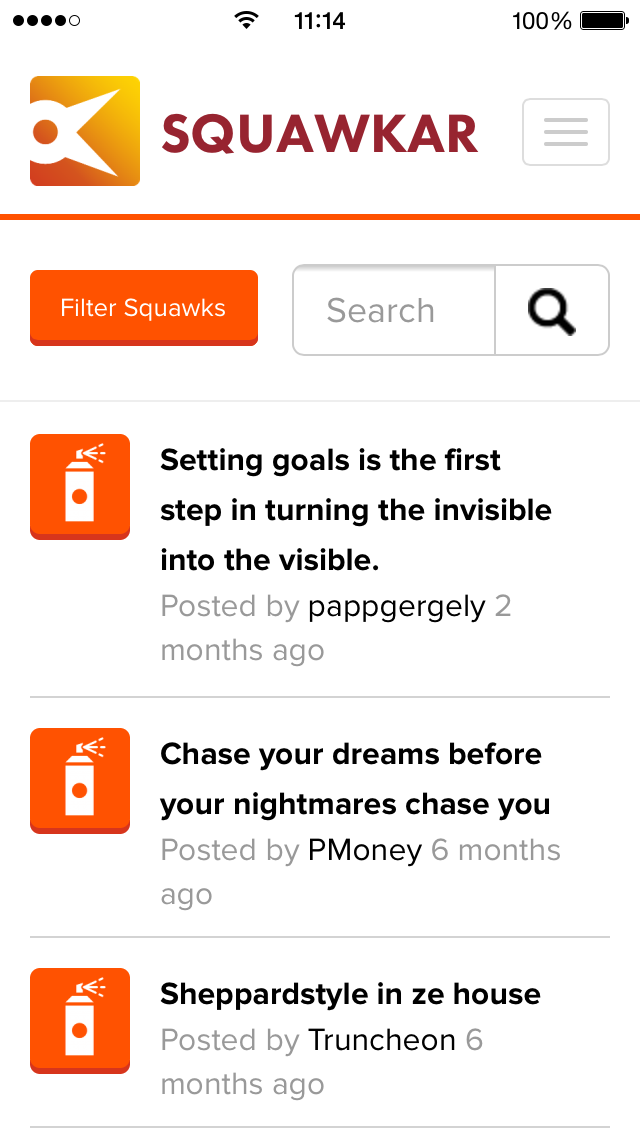 11:14
100%
SQUAWKAR
Filter Squawks
Search
Setting goals is the first
step in turning the invisible
into the visible.
Posted by pappgergely 2
months ago
Chase your dreams before
your nightmares chase you
Posted by PMoney 6 months
ago
Sheppardstyle in ze house
Posted by Truncheon 6
months ago